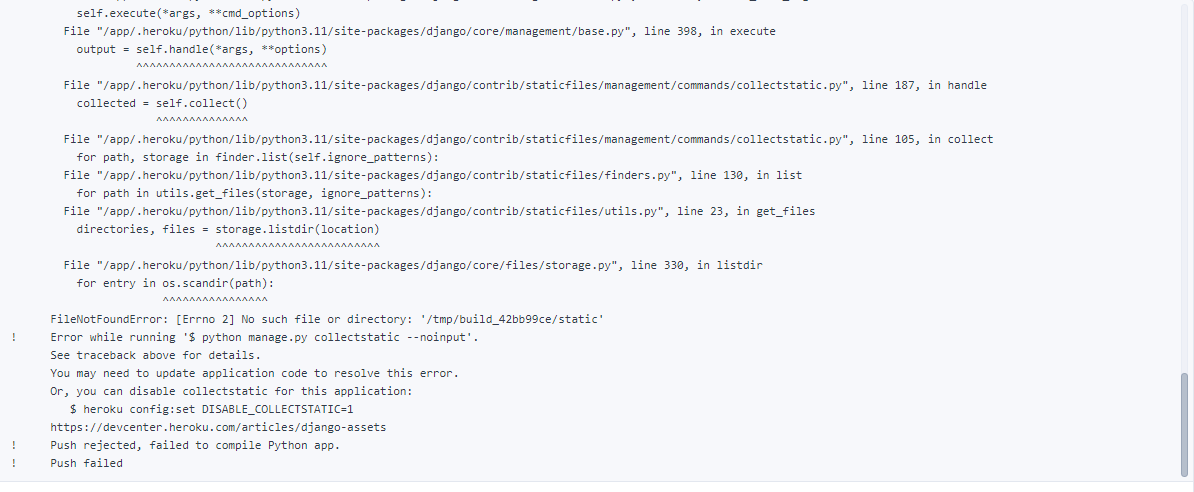 self.execute(*args, **cmd_options)
File "/app/.heroku/python/lib/python3.11/site-packages/django/core/management/base.py", line 398, in execute
output = self.handle(*args, **options)
^^^^^^^^^^^^^^^^^^^^^^^^^^^^^
File "/app/.heroku/python/lib/python3.11/site-packages/django/contrib/staticfiles/management/commands/collectstatic.py", line 187, in handle
collected = self.collect()
^^^^^^^^^^^^^^
File "/app/.heroku/python/lib/python3.11/site-packages/django/contrib/staticfiles/management/commands/collectstatic.py", line 105, in collect
for path, storage in finder.list(self.ignore_patterns):
File "/app/.heroku/python/lib/python3.11/site-packages/django/contrib/staticfiles/finders.py", line 130, in list
for path in utils.get_files(storage, ignore_patterns):
File "/app/.heroku/python/lib/python3.11/site-packages/django/contrib/staticfiles/utils.py", line 23, in get_files
directories, files = storage.listdir(location)
^^^^^^^^^^^^^^^^^^^^^^^^^
File "/app/.heroku/python/lib/python3.11/site-packages/django/core/files/storage.py", line 330, in listdir
for entry in os.scandir(path):
^^^^^^^^^^^^^^^^
FileNotFoundError: [Errno 2] No such file or directory: '/tmp/build_42bb99ce/static'
! Error while running '$ python manage.py collectstatic --noinput'.
See traceback above for details.
You may need to update application code to resolve this error.
Or, you can disable collectstatic for this application:
$ heroku config:set DISABLE_COLLECTSTATIC=1
https://devcenter.heroku.com/articles/django-assets
! Push rejected, failed to compile Python app.
! Push failed